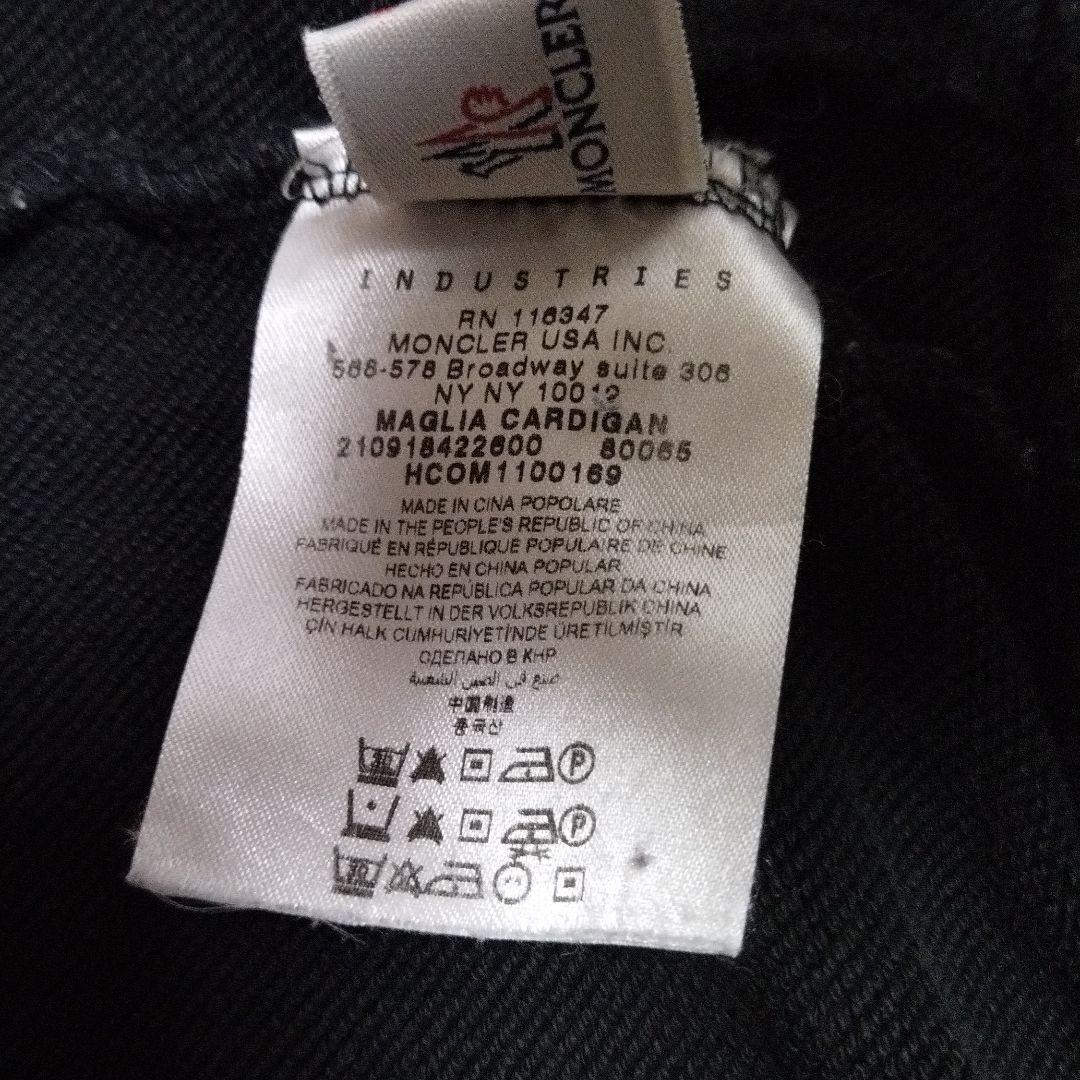 MONCLER
INDUSTRIES
RN 116347
MONCLER USA INC.
568-578 Broadway suite 306
NY NY 10012
MAGLIA CARDIGAN
210918422600 80065
HCOM1100169
MADE IN CINA POPOLARE
MADE IN THE PEOPLE'S REPUBLIC OF CHINA
FABRIQUÉ EN RÉPUBLIQUE POPULAIRE DE CHINE
HECHO EN CHINA POPULAR
FABRICADO NA REPÚBLICA POPULAR DA CHINA
HERGESTELLT IN DER VOLKSREPUBLIK CHINA
ÇİN HALK CUMHURİYETİNDE ÜRETİLMİŞTİR
СДЕЛАНО В КНР
صنع في الصين الشعبية
中国制造
중국산
30 P
P